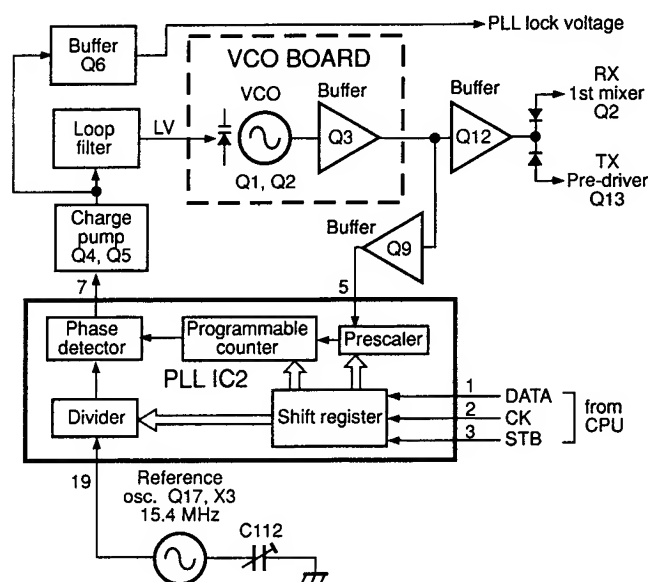 PLL lock voltage
Buffer
Q6
VCO BOARD
Buffer
RX
1st mixer
Q2
VCO
Buffer
Loop
filter
LV
Q3
Q12
Q1, Q2
TX
Pre-driver
Q13
Charge
pump
Q4, Q5
Buffer
Q9
7
5
Phase
detector
Programmable
counter
Prescaler
PLL IC2
Divider
Shift register
1
DATA
2
CK
3
STB
from
CPU
19
Reference
osc. Q17, X3
15.4 MHz
C112